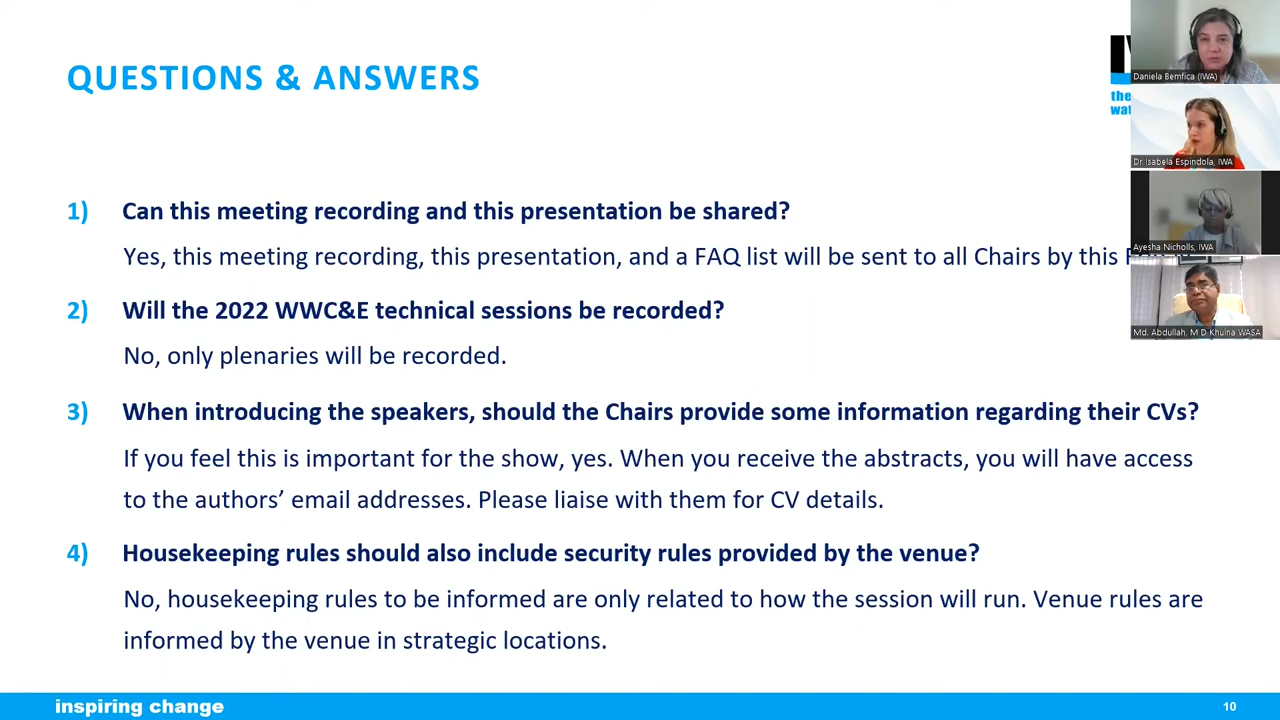 QUESTIONS & ANSWERS
the
wat
Daniela Bemfica (IWA)
Dr Isabela Espindola, IWA
Ayesha Nicholls, IWA
Md. Abdullah, M D Khulna WASA
1) Can this meeting recording and this presentation be shared?
Yes, this meeting recording, this presentation, and a FAQ list will be sent to all Chairs by this
2) Will the 2022 WWC&E technical sessions be recorded?
No, only plenaries will be recorded.
3) When introducing the speakers, should the Chairs provide some information regarding their CVs?
If you feel this is important for the show, yes. When you receive the abstracts, you will have access
to the authors’ email addresses. Please liaise with them for CV details.
4) Housekeeping rules should also include security rules provided by the venue?
No, housekeeping rules to be informed are only related to how the session will run. Venue rules are
informed by the venue in strategic locations.
inspiring change
10